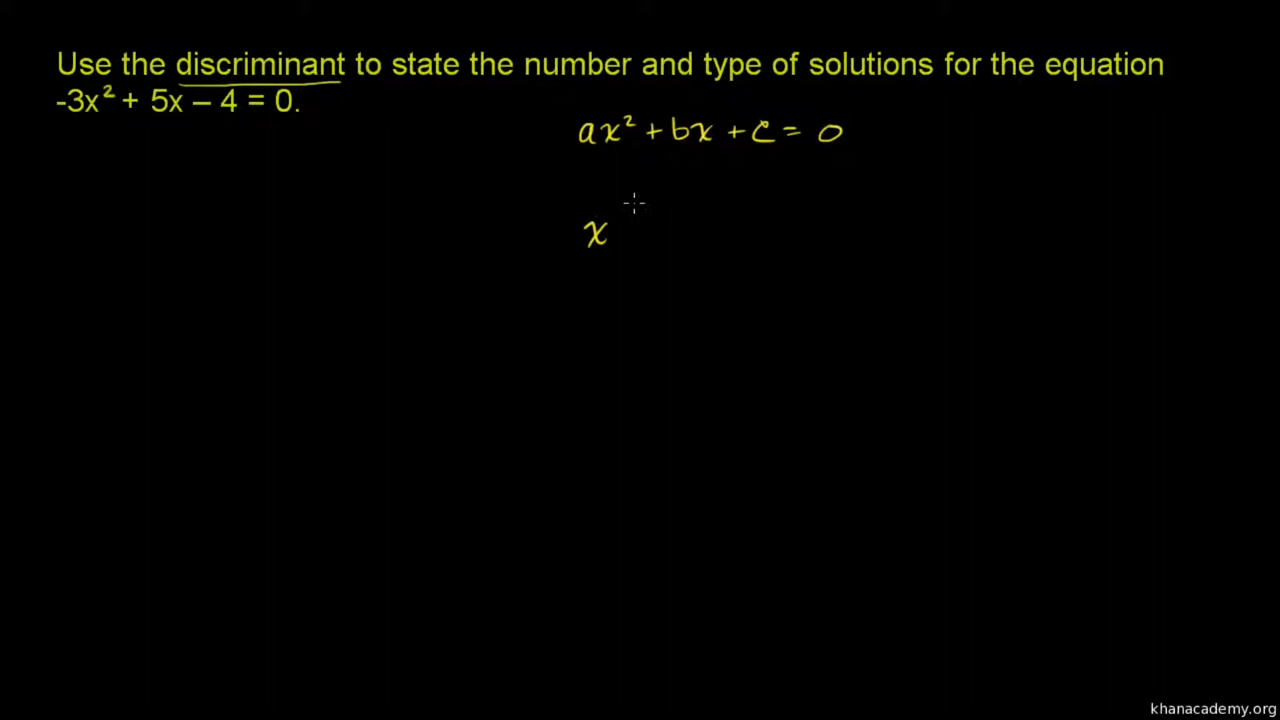 Use the discriminant to state the number and type of solutions for the equation
-3x² + 5x – 4 = 0.
ax² + bx + c = 0
x
khanacademy.org